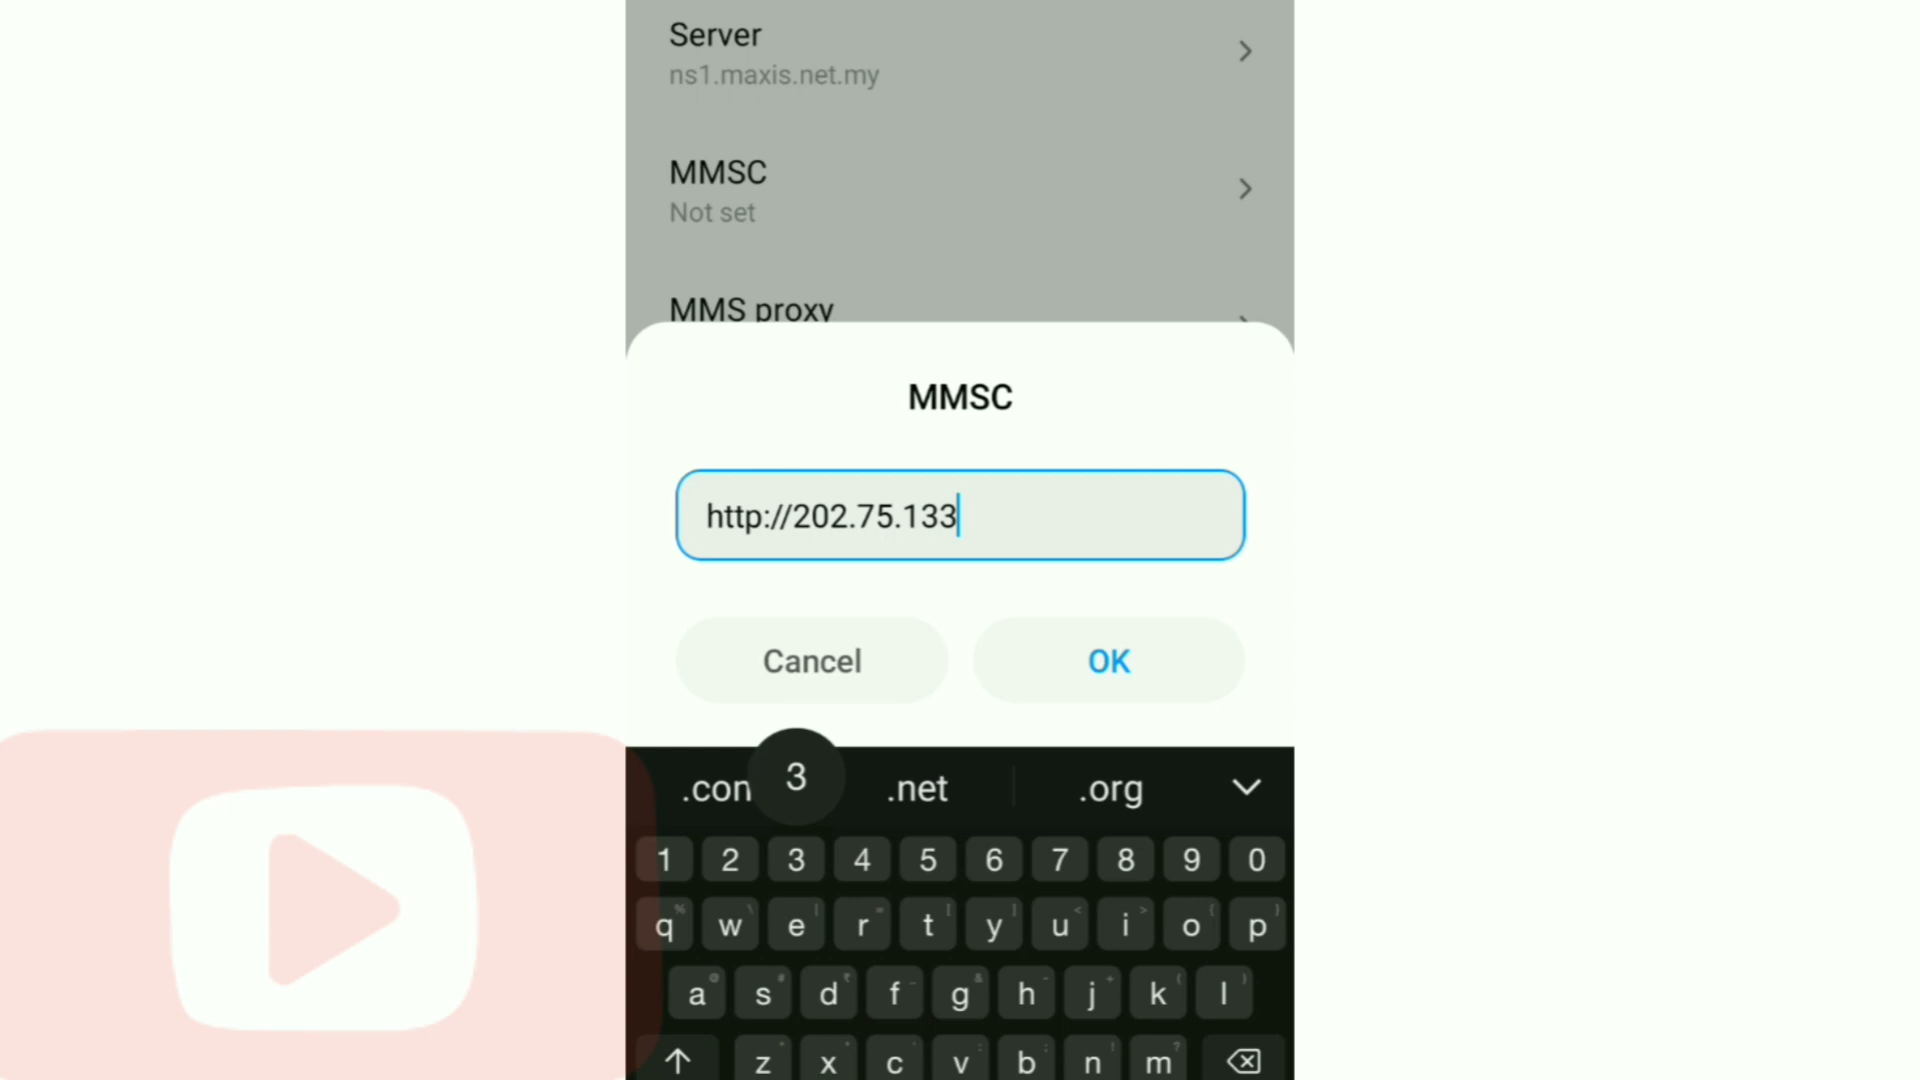 Server
ns1.maxis.net.my
MMSC
Not set
MMS proxy
MMSC
http://202.75.133
Cancel
OK
.con
3
.net
.org
1 2 3 4 5 6 7 8 9 0
q w e r t y u i o p
a s d f g h j k l
z x c v b n m